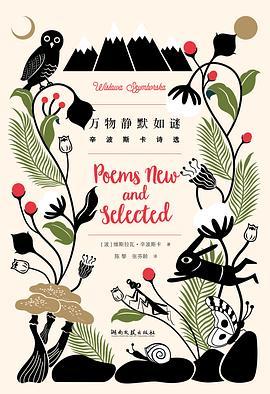 Wisława Szymborska
万物静默如谜
辛波斯卡诗选
Poems New
and
Selected
［波］维斯拉瓦·辛波斯卡 著
陈黎 张芬龄 译
湖南文艺出版社